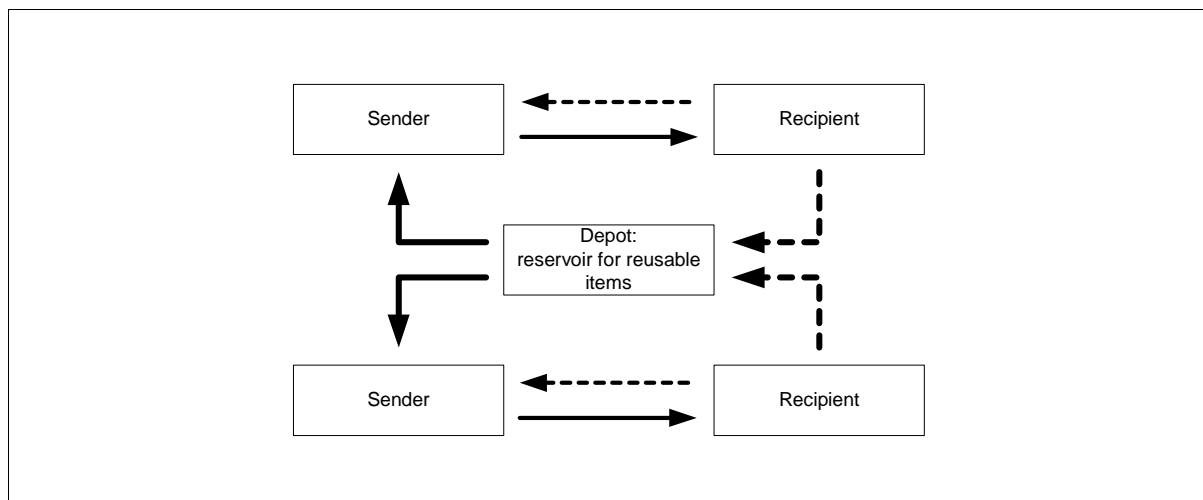 Sender
Recipient
Depot:
reservoir for reusable
items
Sender
Recipient